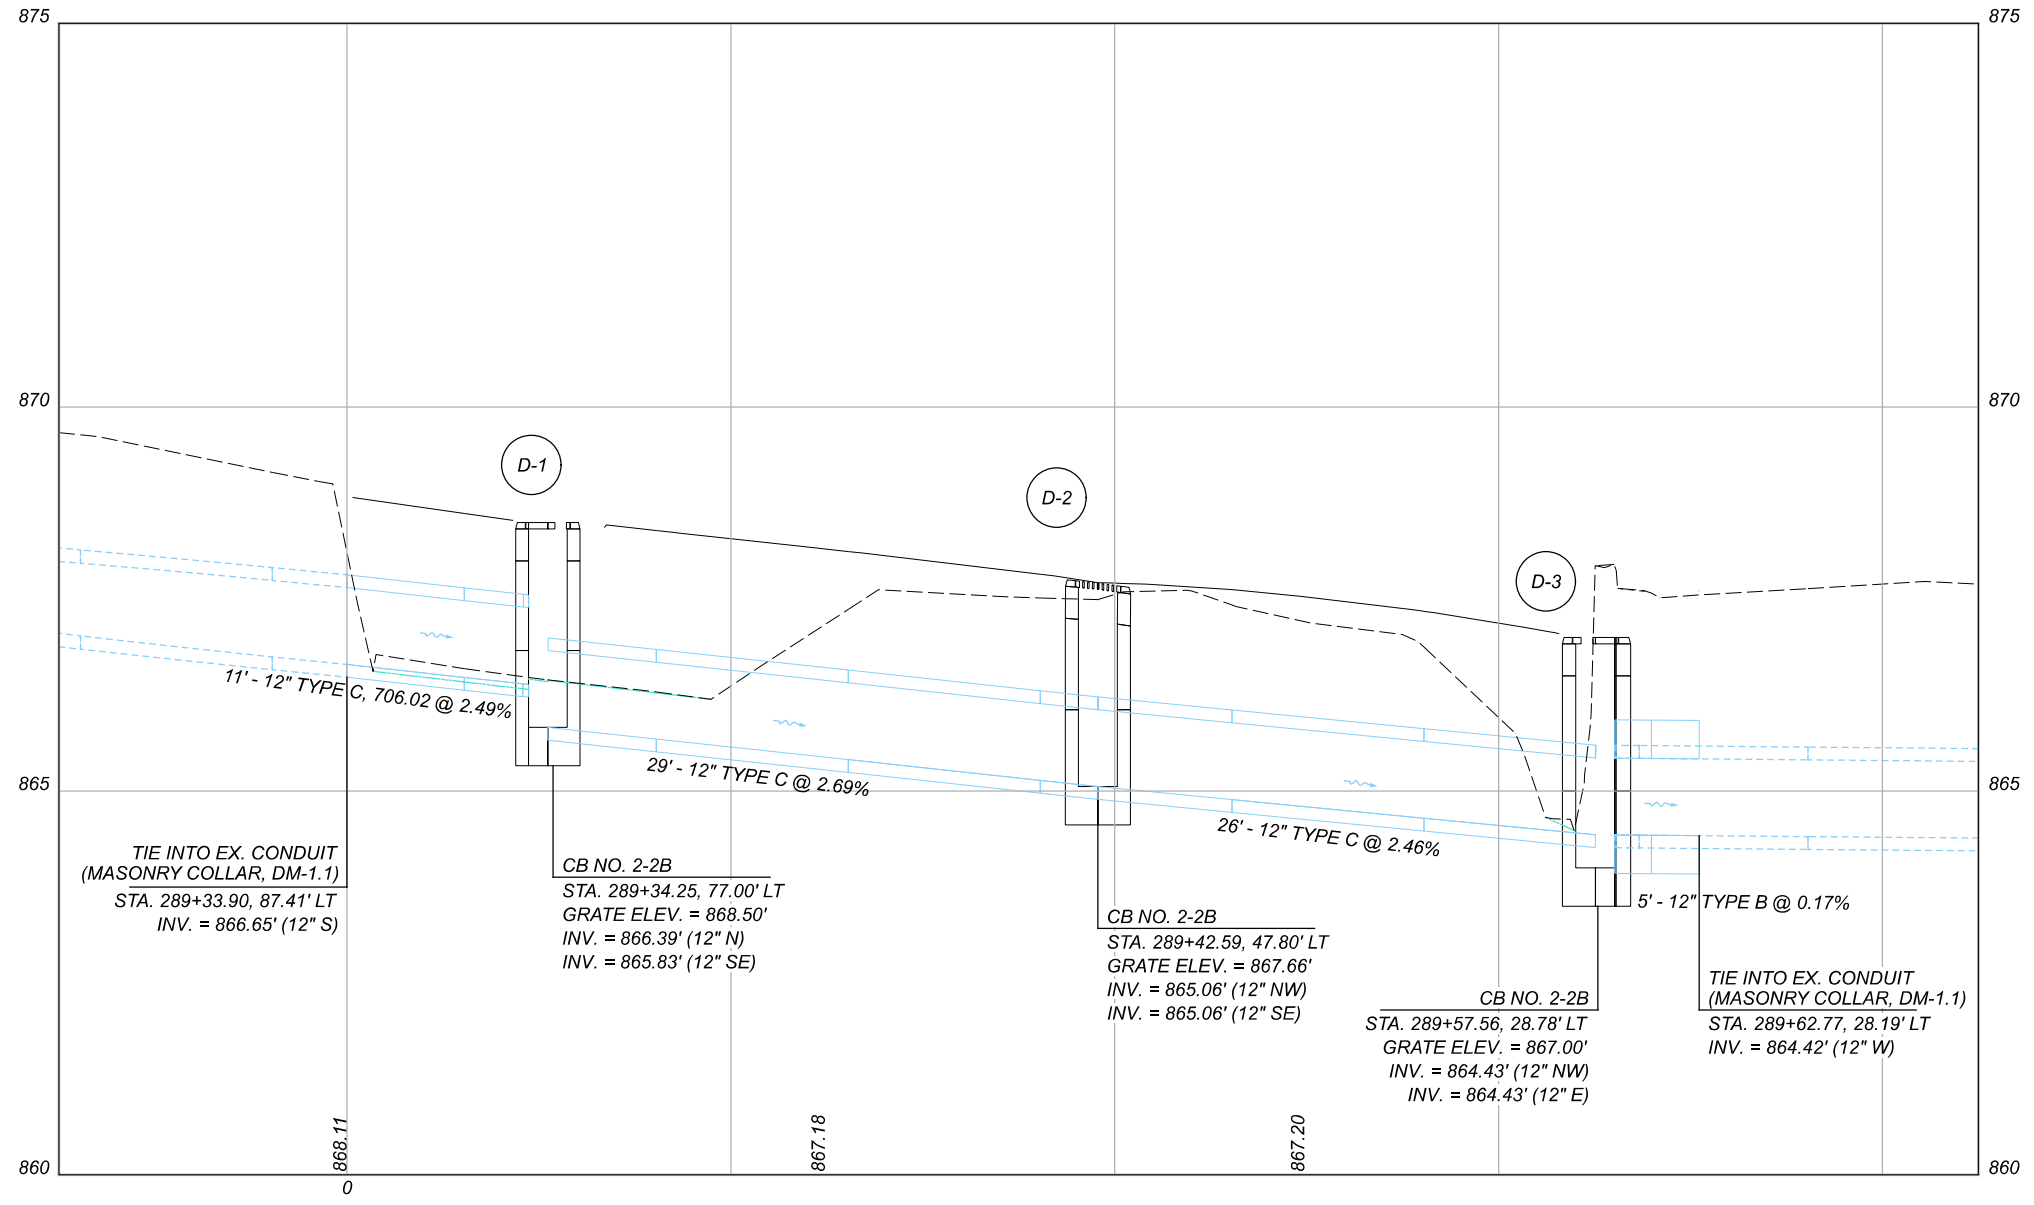 875
875
870
870
D-1
D-2
D-3
11' - 12" TYPE C, 706.02 @ 2.49%
29' - 12" TYPE C @ 2.69%
865
865
26' - 12" TYPE C @ 2.46%
5' - 12" TYPE B @ 0.17%
TIE INTO EX. CONDUIT
(MASONRY COLLAR, DM-1.1)
STA. 289+33.90, 87.41' LT
INV. = 866.65' (12" S)
CB NO. 2-2B
STA. 289+34.25, 77.00' LT
GRATE ELEV. = 868.50'
INV. = 866.39' (12" N)
INV. = 865.83' (12" SE)
CB NO. 2-2B
STA. 289+42.59, 47.80' LT
GRATE ELEV. = 867.66'
INV. = 865.06' (12" NW)
INV. = 865.06' (12" SE)
CB NO. 2-2B
STA. 289+57.56, 28.78' LT
GRATE ELEV. = 867.00'
INV. = 864.43' (12" NW)
INV. = 864.43' (12" E)
TIE INTO EX. CONDUIT
(MASONRY COLLAR, DM-1.1)
STA. 289+62.77, 28.19' LT
INV. = 864.42' (12" W)
868.11
867.18
867.20
860
860
0